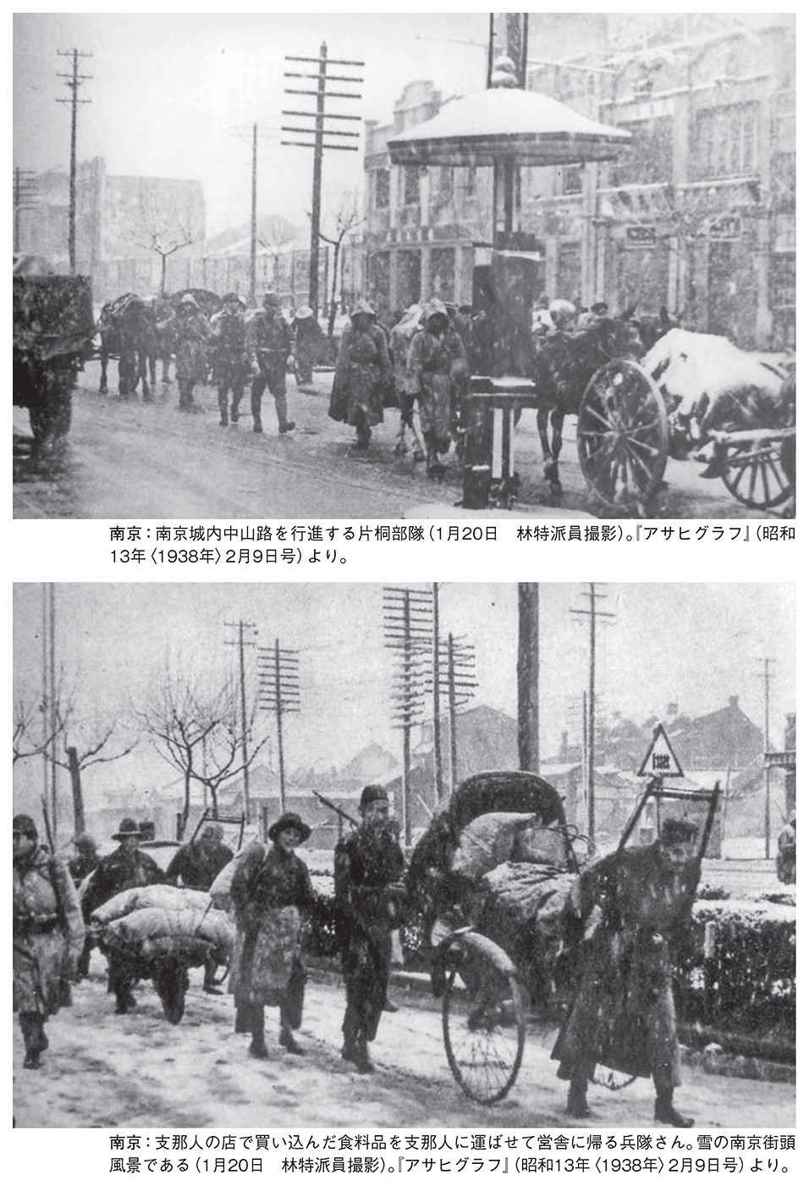 南京：南京城内中山路を行進する片桐部隊（1月20日　林特派員撮影）。『アサヒグラフ』（昭和
13年〈1938年〉2月9日号）より。
南京：支那人の店で買い込んだ食料品を支那人に運ばせて営舎に帰る兵隊さん。雪の南京街頭
風景である（1月20日　林特派員撮影）。『アサヒグラフ』（昭和13年〈1938年〉2月9日号）より。